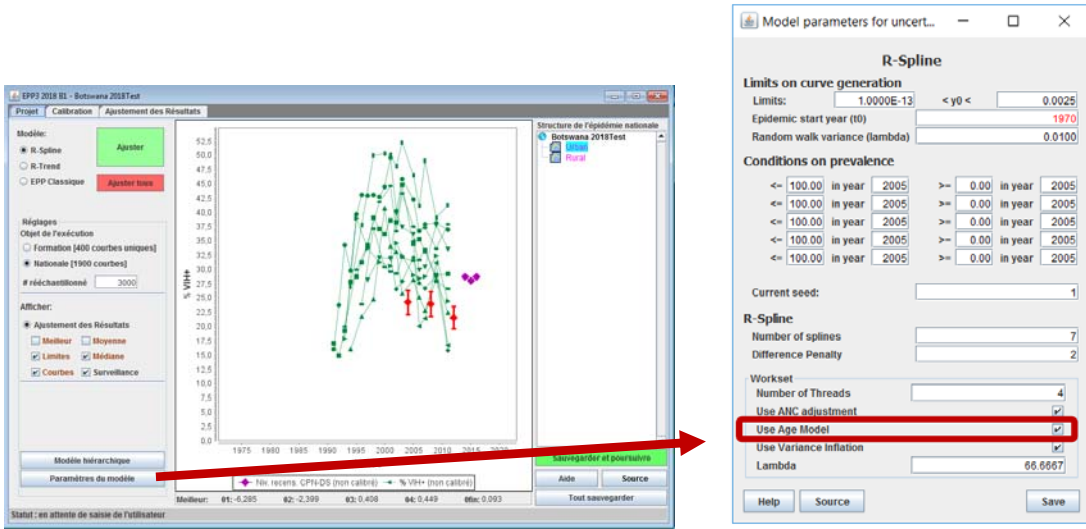 EPP3 2018 B1 - Botswana 2018Test
Projet Calibration Ajustement des Résultats
Modèle:
R-Spline
R-Trend
EPP Classique
Ajuster
Ajuster tous
Réglages
Objet de l'exécution
Formation [400 courbes uniques]
Nationale [1900 courbes]
# rééchantillonné 3000
Afficher:
Ajustement des Résultats
Meilleur Moyenne
Limites Médiane
Courbes Surveillance
Modèle hiérarchique
Paramètres du modèle
% VIH+
52,5
50,0
47,5
45,0
42,5
40,0
37,5
35,0
32,5
30,0
27,5
25,0
22,5
20,0
17,5
15,0
12,5
10,0
7,5
5,0
2,5
0,0
1975 1980 1985 1990 1995 2000 2005 2010 2015 2020
Niv. recens. CPN-DS (non calibré) % VIH+ (non calibré)
Meilleur: θ1: -6,285 θ2: -2,399 θ3: 0,408 θ4: 0,449 θfin: 0,093
Structure de l'épidémie nationale
Botswana 2018Test
Urban
Rural
Sauvegarder et poursuivre
Aide Source
Tout sauvegarder
Statut : en attente de saisie de l'utilisateur
Model parameters for uncert...
R-Spline
Limits on curve generation
Limits: 1.0000E-13 < y0 < 0.0025
Epidemic start year (t0) 1970
Random walk variance (lambda) 0.0100
Conditions on prevalence
<= 100.00 in year 2005 >= 0.00 in year 2005
<= 100.00 in year 2005 >= 0.00 in year 2005
<= 100.00 in year 2005 >= 0.00 in year 2005
<= 100.00 in year 2005 >= 0.00 in year 2005
<= 100.00 in year 2005 >= 0.00 in year 2005
Current seed: 1
R-Spline
Number of splines 7
Difference Penalty 2
Workset
Number of Threads 4
Use ANC adjustment
Use Age Model
Use Variance Inflation
Lambda 66.6667
Help Source Save